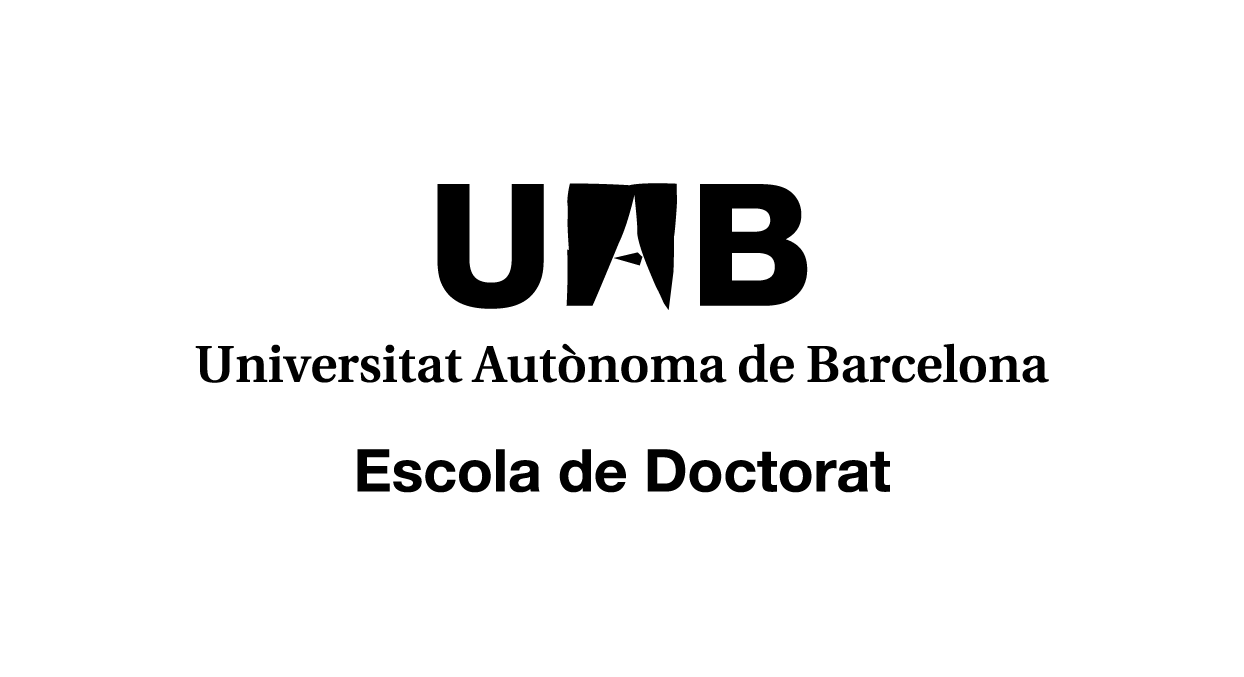 UAB
Universitat Autònoma de Barcelona
Escola de Doctorat